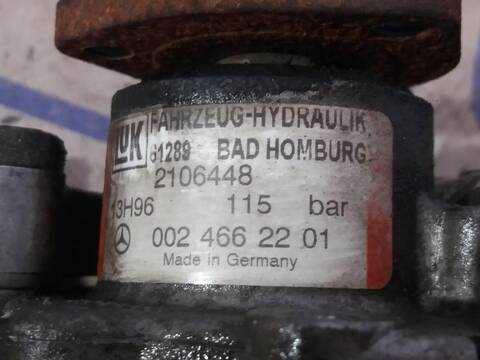 LUK
FAHRZEUG-HYDRAULIK
61289 BAD HOMBURG
2106448
13H96 115 bar
002 466 22 01
Made in Germany